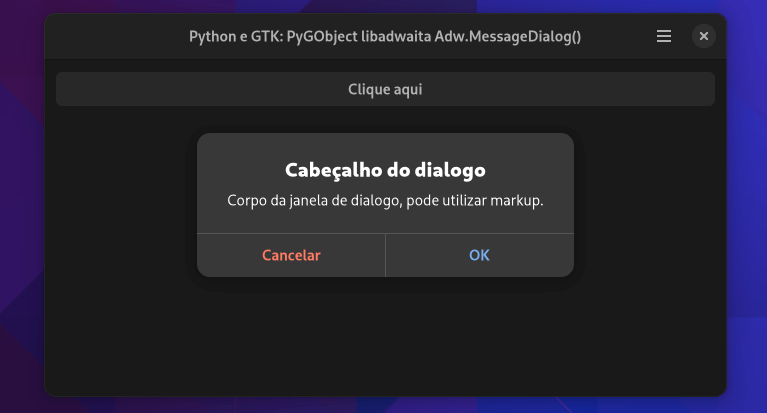 Python e GTK: PyGObject libadwaita Adw.MessageDialog()
Clique aqui
Cabeçalho do dialogo
Corpo da janela de dialogo, pode utilizar markup.
Cancelar
OK